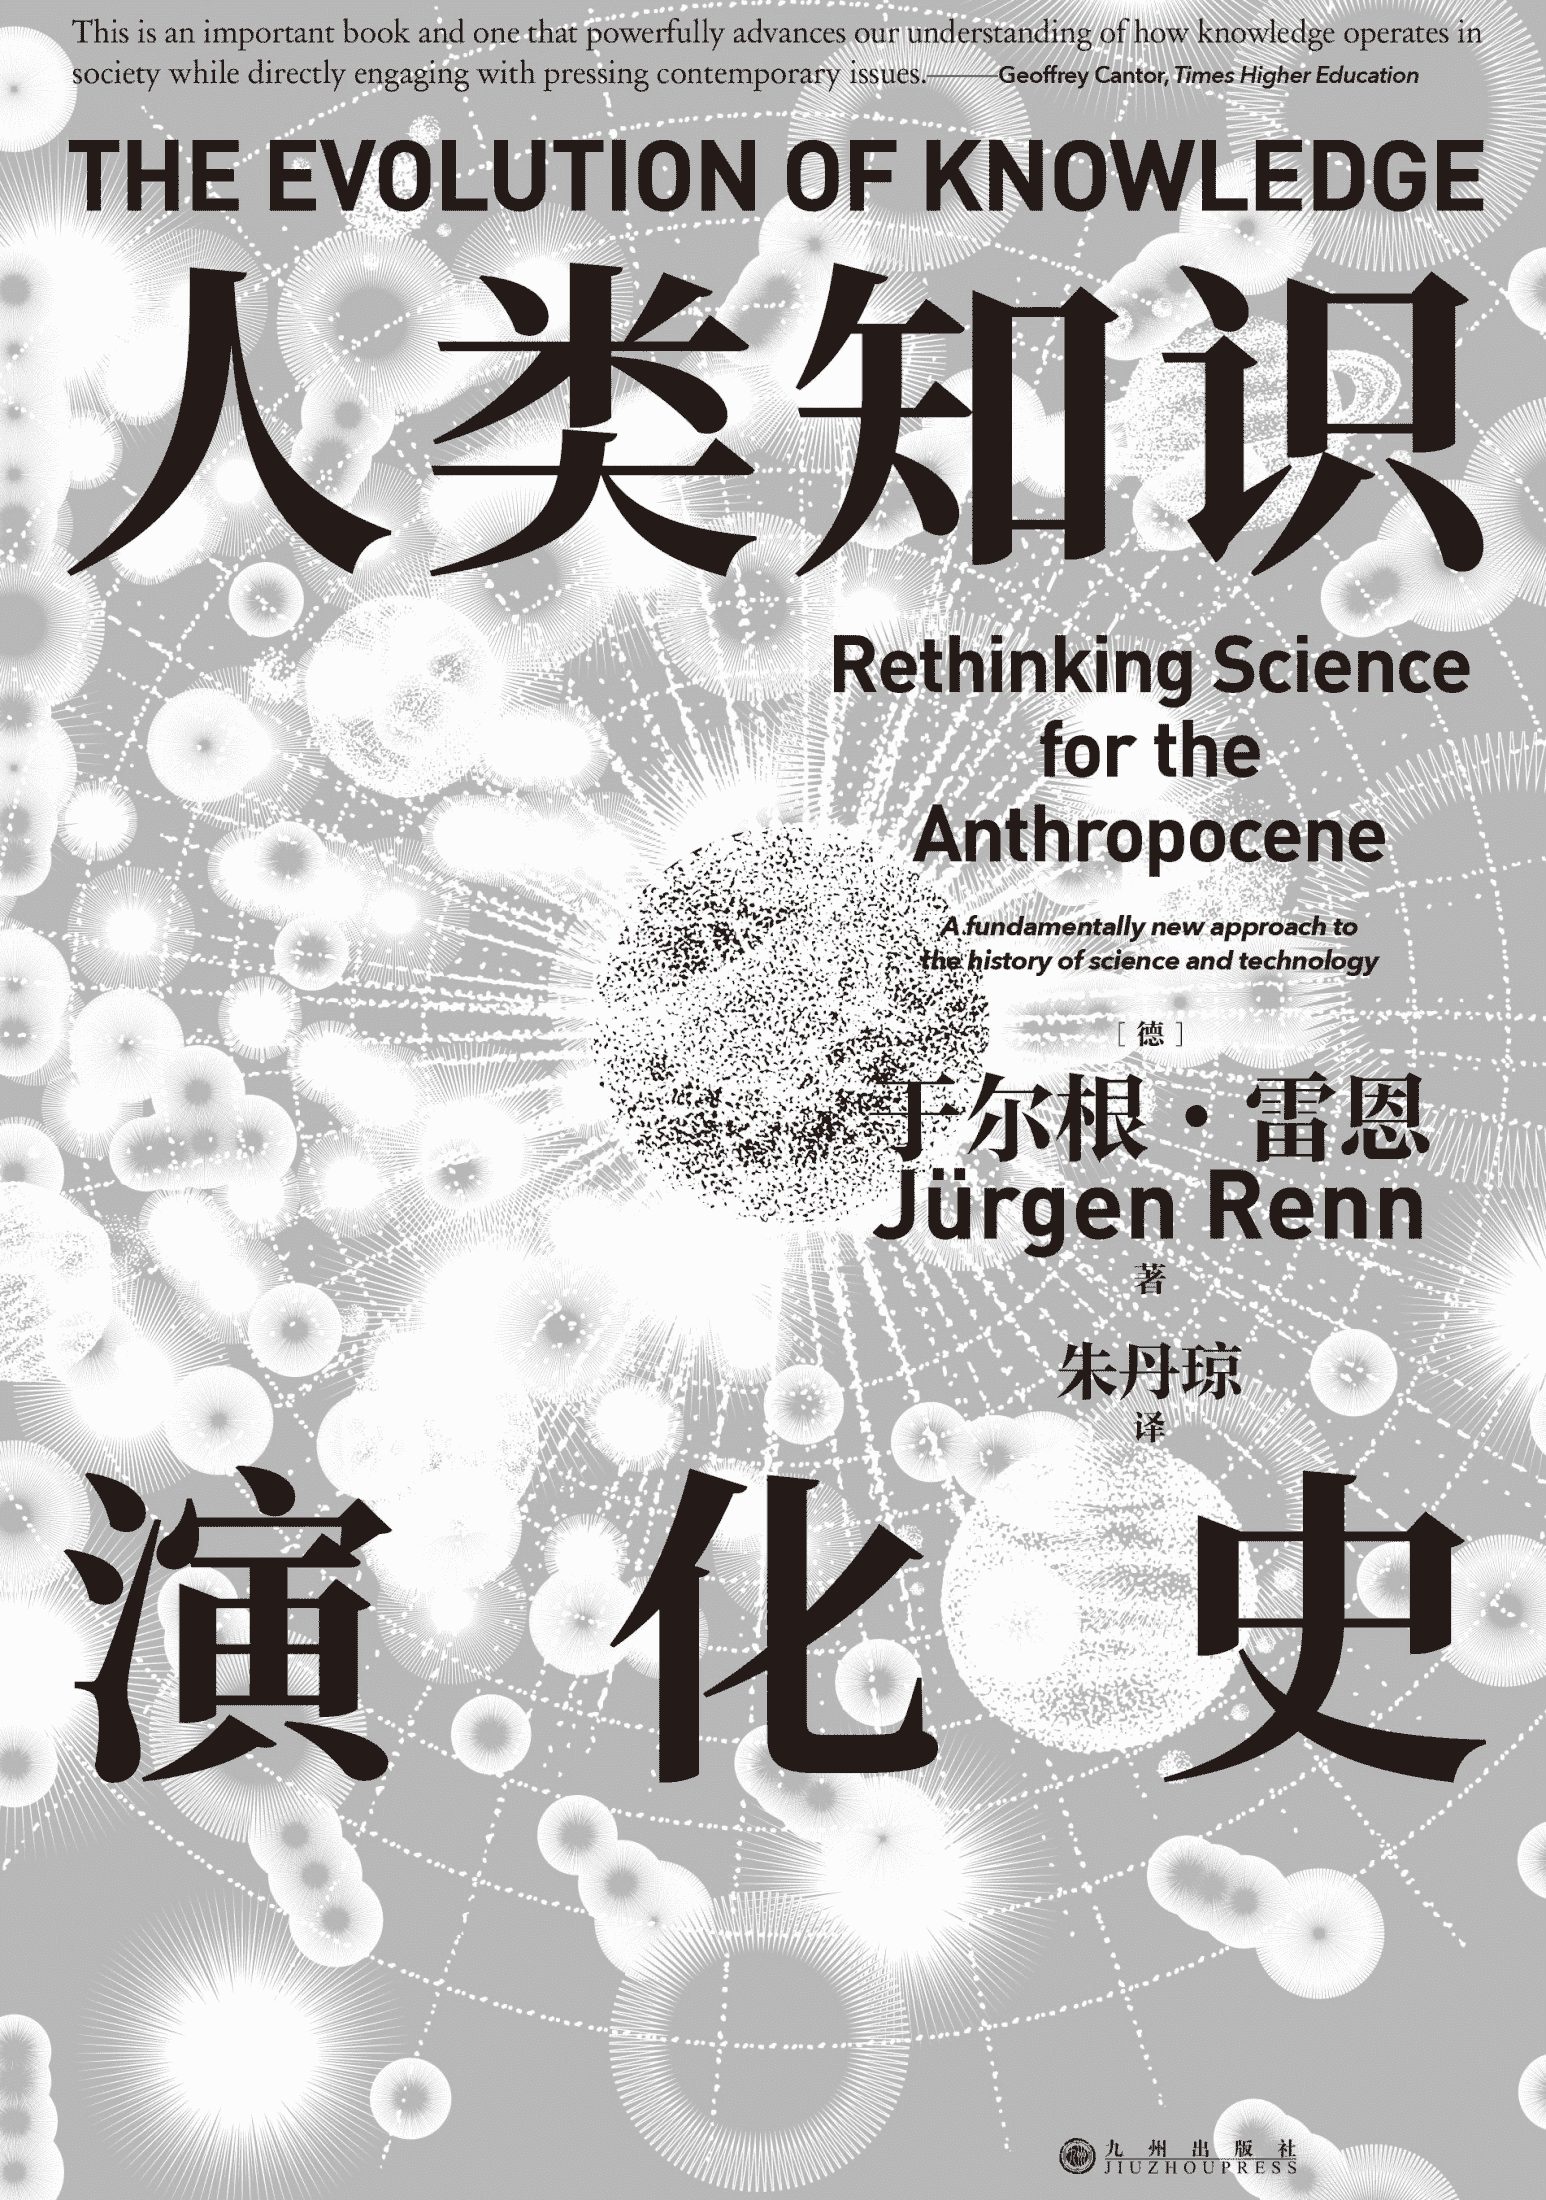 This is an important book and one that powerfully advances our understanding of how knowledge operates in
society while directly engaging with pressing contemporary issues.——Geoffrey Cantor, Times Higher Education
THE EVOLUTION OF KNOWLEDGE
人类知识
Rethinking Science
for the
Anthropocene
A fundamentally new approach to
the history of science and technology
［德］
于尔根·雷恩
Jürgen Renn
著
朱丹琼
译
演化史
九州出版社
JIUZHOUPRESS